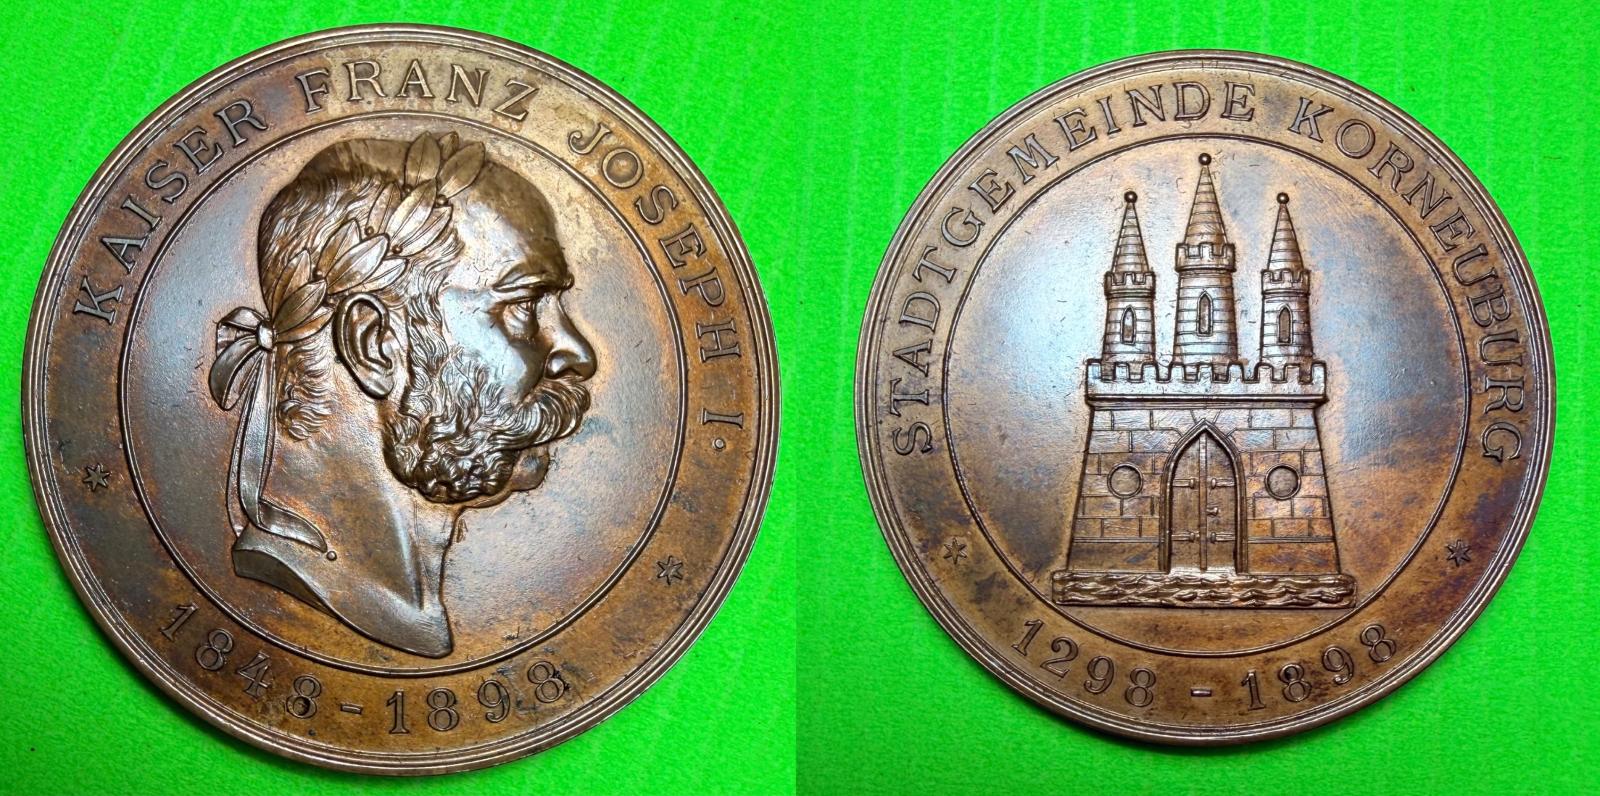 KAISER FRANZ JOSEPH I.
1848-1898
STADTGEMEINDE KORNEUBURG
1298-1898